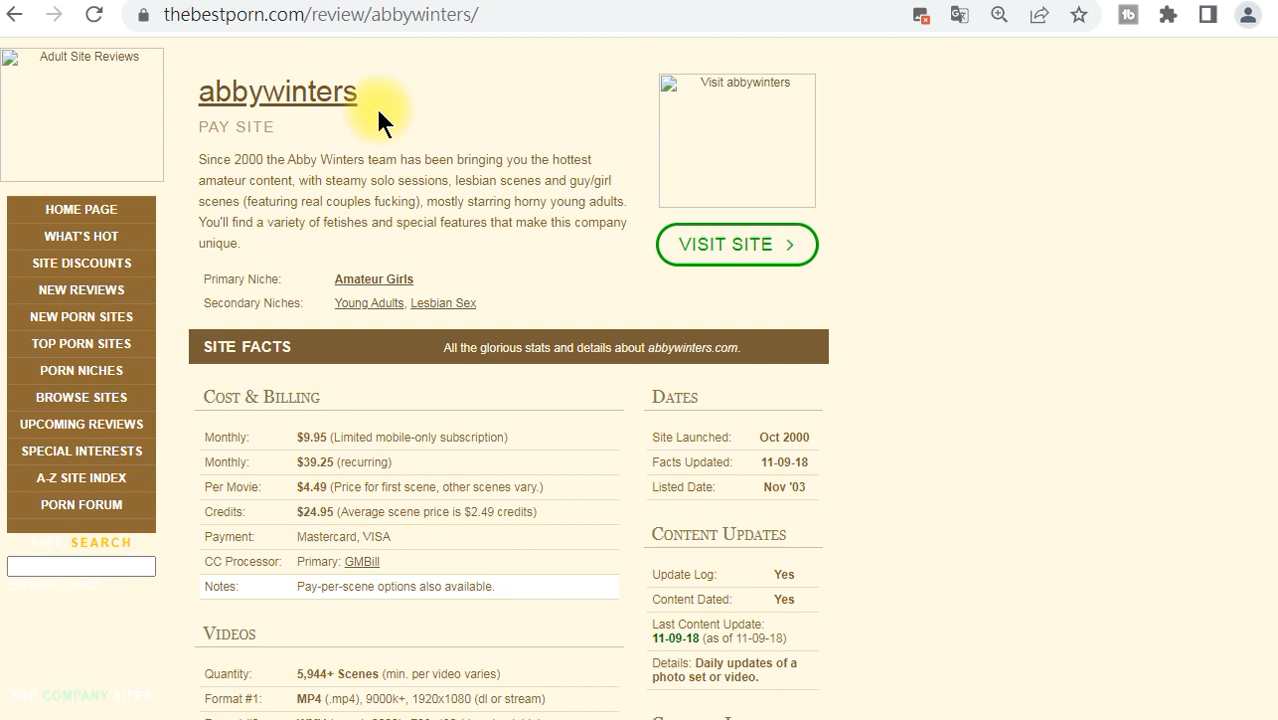 thebestporn.com/review/abbywinters/
Adult Site Reviews
abbywinters
PAY SITE
Since 2000 the Abby Winters team has been bringing you the hottest
amateur content, with steamy solo sessions, lesbian scenes and guy/girl
scenes (featuring real couples fucking), mostly starring horny young adults.
You'll find a variety of fetishes and special features that make this company
unique.
Primary Niche: Amateur Girls
Secondary Niches: Young Adults, Lesbian Sex
Visit abbywinters
VISIT SITE >
HOME PAGE
WHAT'S HOT
SITE DISCOUNTS
NEW REVIEWS
NEW PORN SITES
TOP PORN SITES
PORN NICHES
BROWSE SITES
UPCOMING REVIEWS
SPECIAL INTERESTS
A-Z SITE INDEX
PORN FORUM
SEARCH
TOP COMPANY SITES
SITE FACTS All the glorious stats and details about abbywinters.com.
COST & BILLING
Monthly: $9.95 (Limited mobile-only subscription)
Monthly: $39.25 (recurring)
Per Movie: $4.49 (Price for first scene, other scenes vary.)
Credits: $24.95 (Average scene price is $2.49 credits)
Payment: Mastercard, VISA
CC Processor: Primary: GMBill
Notes: Pay-per-scene options also available.
VIDEOS
Quantity: 5,944+ Scenes (min. per video varies)
Format #1: MP4 (.mp4), 9000k+, 1920x1080 (dl or stream)
DATES
Site Launched: Oct 2000
Facts Updated: 11-09-18
Listed Date: Nov '03
CONTENT UPDATES
Update Log: Yes
Content Dated: Yes
Last Content Update:
11-09-18 (as of 11-09-18)
Details: Daily updates of a
photo set or video.